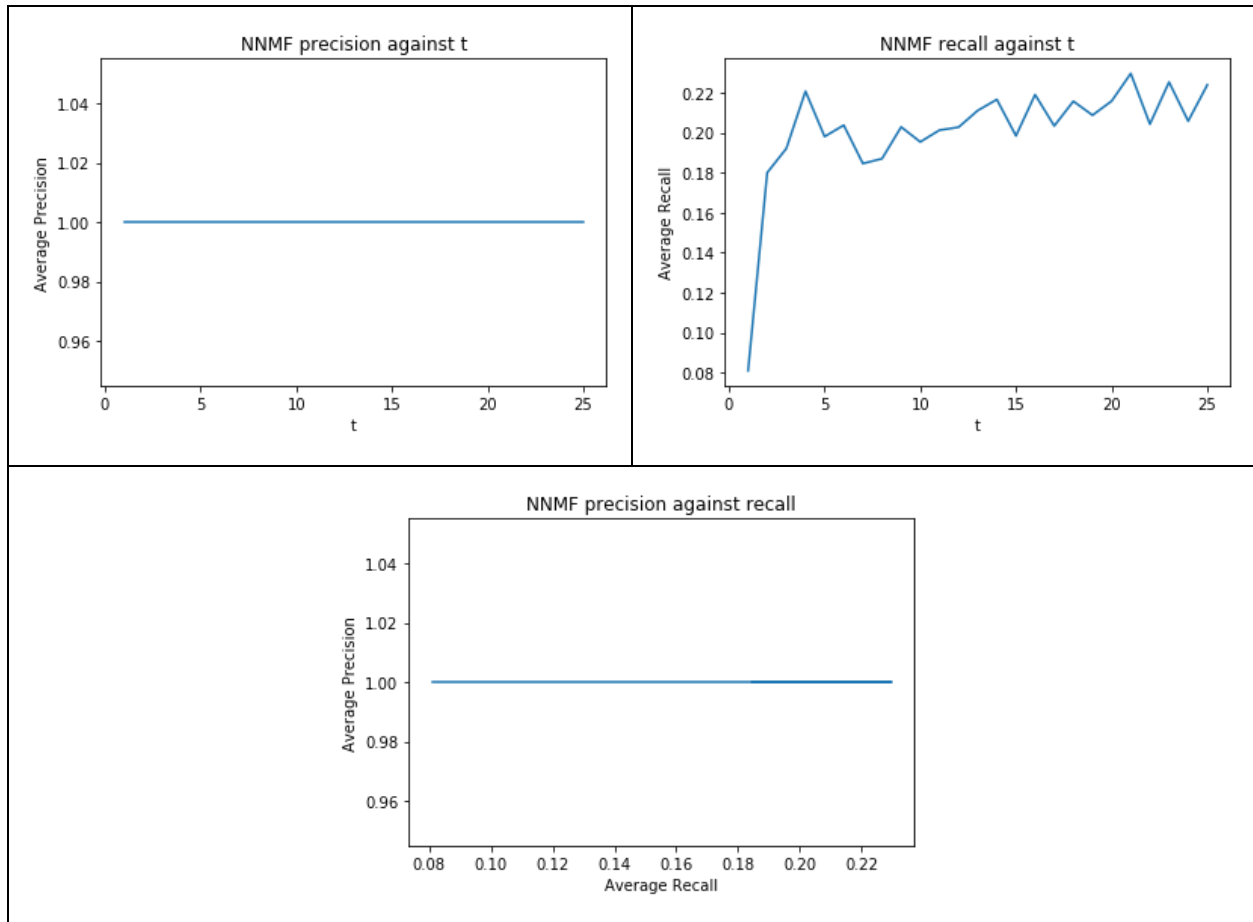 NNMF precision against t
1.04
1.02
1.00
0.98
0.96
Average Precision
0 5 10 15 20 25
t
NNMF recall against t
0.22
0.20
0.18
0.16
0.14
0.12
0.10
0.08
Average Recall
0 5 10 15 20 25
t
NNMF precision against recall
1.04
1.02
1.00
0.98
0.96
Average Precision
0.08 0.10 0.12 0.14 0.16 0.18 0.20 0.22
Average Recall